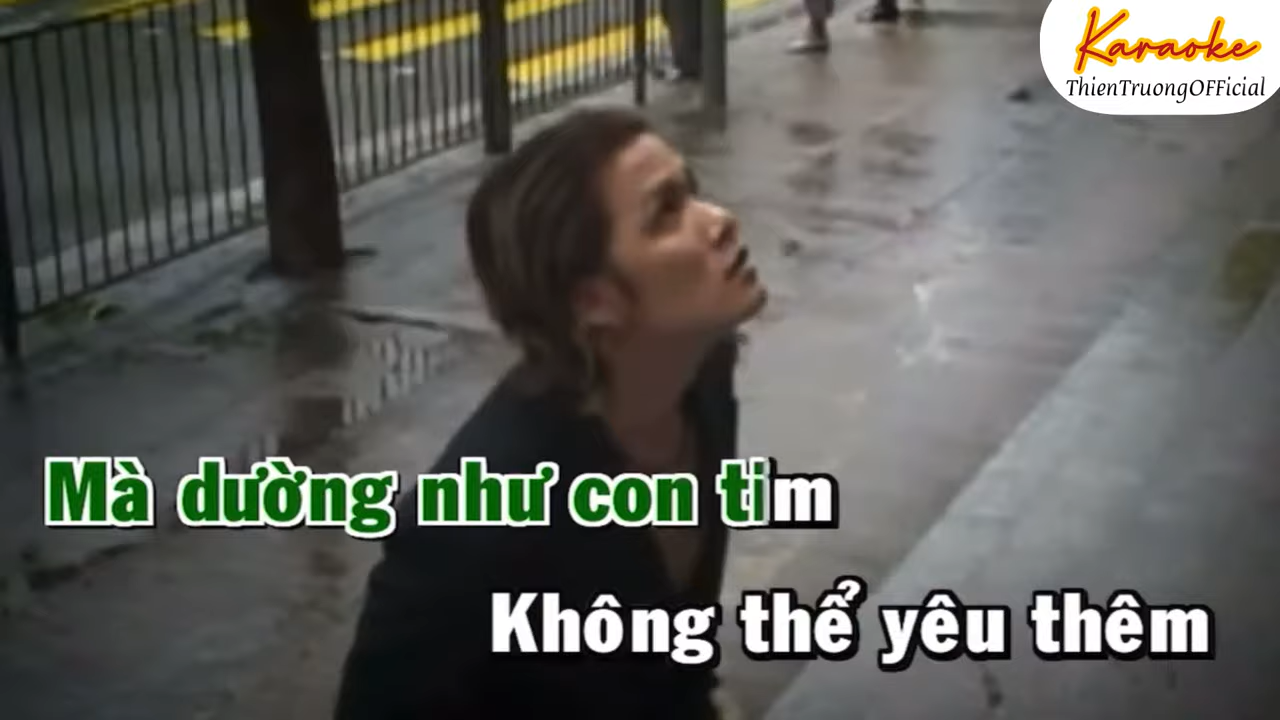 Karaoke
ThienTruongOFFicial
Mà dường như con tim
Không thể yêu thêm